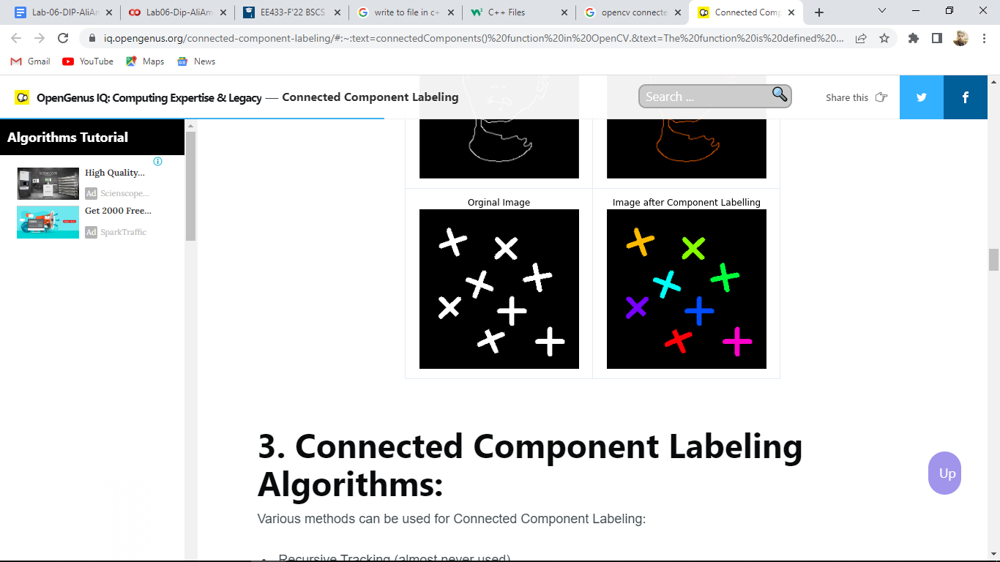 Lab-06-DIP-AliAm
Lab06-Dip-AliAm
EE433-F'22 BSCS
write to file in c+
C++ Files
opencv connecte
Connected Comp
iq.opengenus.org/connected-component-labeling/#:~:text=connectedComponents()%20function%20in%20OpenCV.&text=The%20function%20is%20defined%20...
Gmail
YouTube
Maps
News
OpenGenus IQ: Computing Expertise & Legacy — Connected Component Labeling
Search ...
Share this
Algorithms Tutorial
High Quality...
Ad Scienscope...
Get 2000 Free...
Ad SparkTraffic
Orginal Image
Image after Component Labelling
3. Connected Component Labeling
Algorithms:
Various methods can be used for Connected Component Labeling:
Recursive Tracking (almost never used)
Up